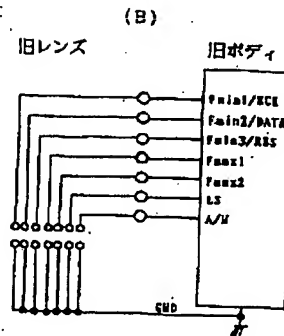 (B)
旧レンズ
旧ボディ
Fmin1/SCK
Fmin2/DATA
Fmin3/RES
Fmax1
Fmax2
LS
A/M
GND